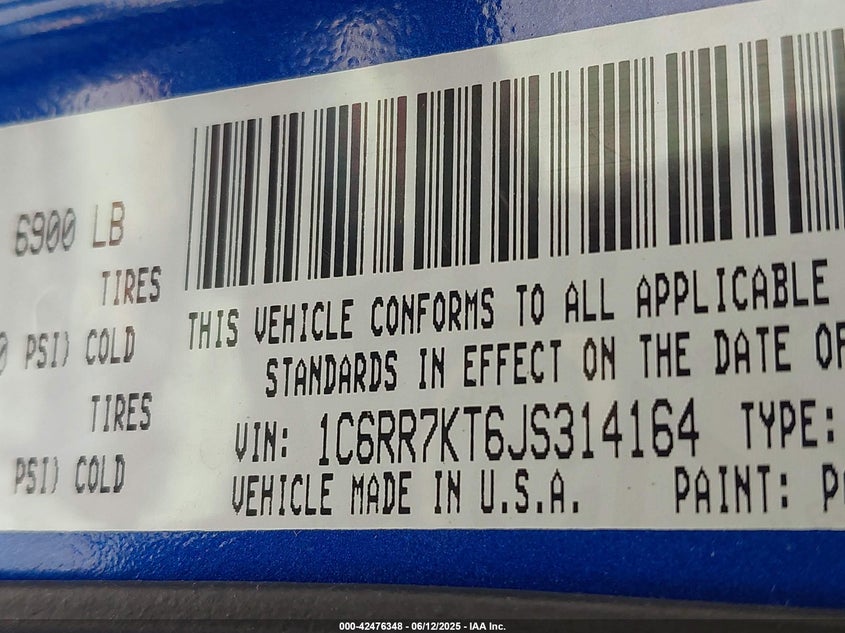 6900 LB
TIRES
PSI) COLD
TIRES
PSI) COLD
THIS VEHICLE CONFORMS TO ALL APPLICABLE
STANDARDS IN EFFECT ON THE DATE OF
VIN: 1C6RR7KT6JS314164 TYPE:
VEHICLE MADE IN U.S.A. PAINT:
000-42476348 - 06/12/2025 - IAA Inc.